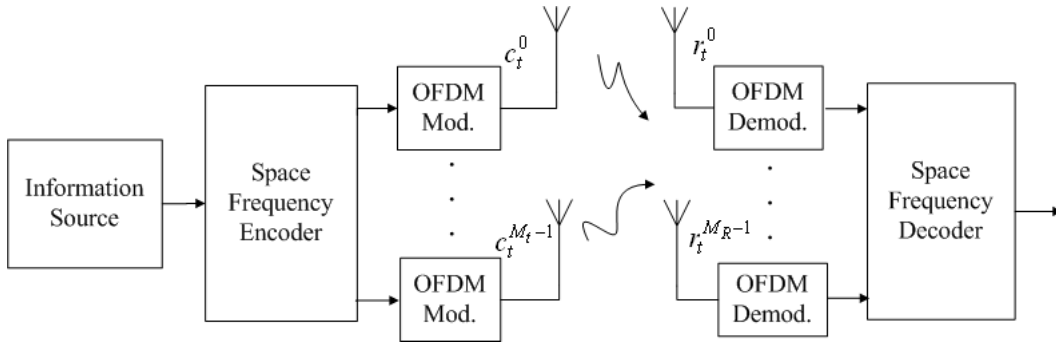 Information
Source
Space
Frequency
Encoder
OFDM
Mod.
c_t^0
OFDM
Mod.
c_t^{M_t-1}
r_t^0
OFDM
Demod.
r_t^{M_R-1}
OFDM
Demod.
Space
Frequency
Decoder